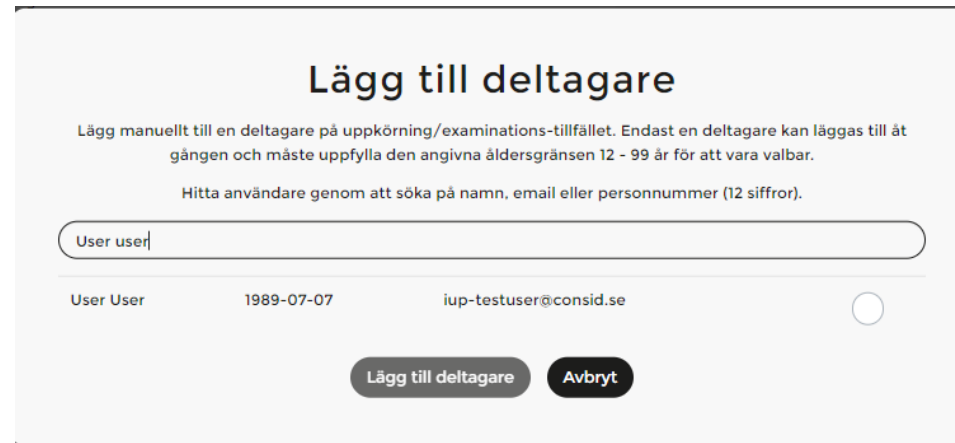 Lägg till deltagare
Lägg manuellt till en deltagare på uppkörning/examinations-tillfället. Endast en deltagare kan läggas till åt
gången och måste uppfylla den angivna åldersgränsen 12 - 99 år för att vara valbar.
Hitta användare genom att söka på namn, email eller personnummer (12 siffror).
User user
User User 1989-07-07 iup-testuser@consid.se
Lägg till deltagare Avbryt